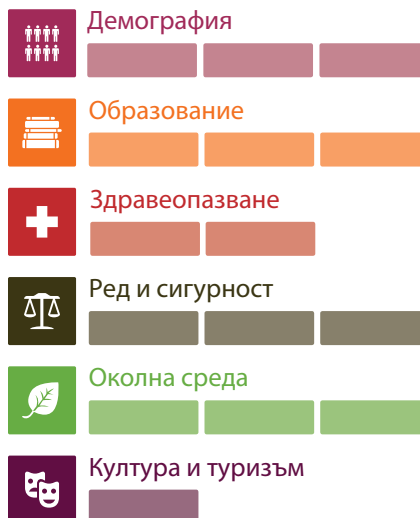 Демография
Образование
Здравеопазване
Ред и сигурност
Околна среда
Култура и туризъм